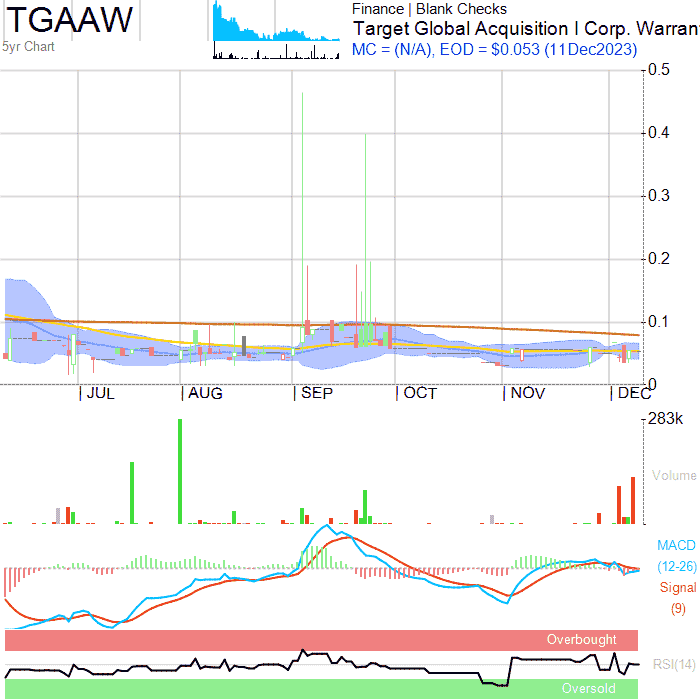 TGAAW
5yr Chart
Finance | Blank Checks
Target Global Acquisition I Corp. Warran
MC = (N/A), EOD = $0.053 (11Dec2023)
0.5
0.4
0.3
0.2
0.1
0
JUL AUG SEP OCT NOV DEC
283k
Volume
MACD
(12-26)
Signal
(9)
Overbought
RSI(14)
Oversold